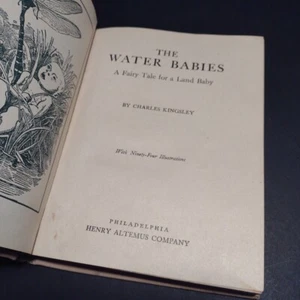 THE
WATER BABIES
A Fairy Tale for a Land Baby
BY CHARLES KINGSLEY
With Ninety-Four Illustrations
PHILADELPHIA
HENRY ALTEMUS COMPANY